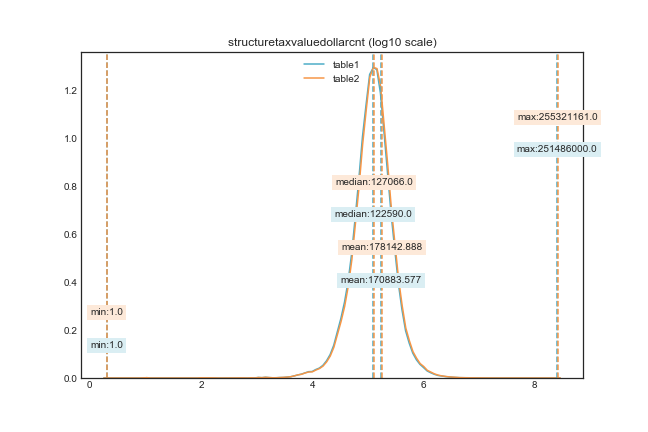 structuretaxvaluedollarcnt (log10 scale)
table1
table2
1.2
1.0
0.8
0.6
0.4
0.2
0.0
max:255321161.0
max:251486000.0
median:127066.0
median:122590.0
mean:178142.888
mean:170883.577
min:1.0
min:1.0
0 2 4 6 8